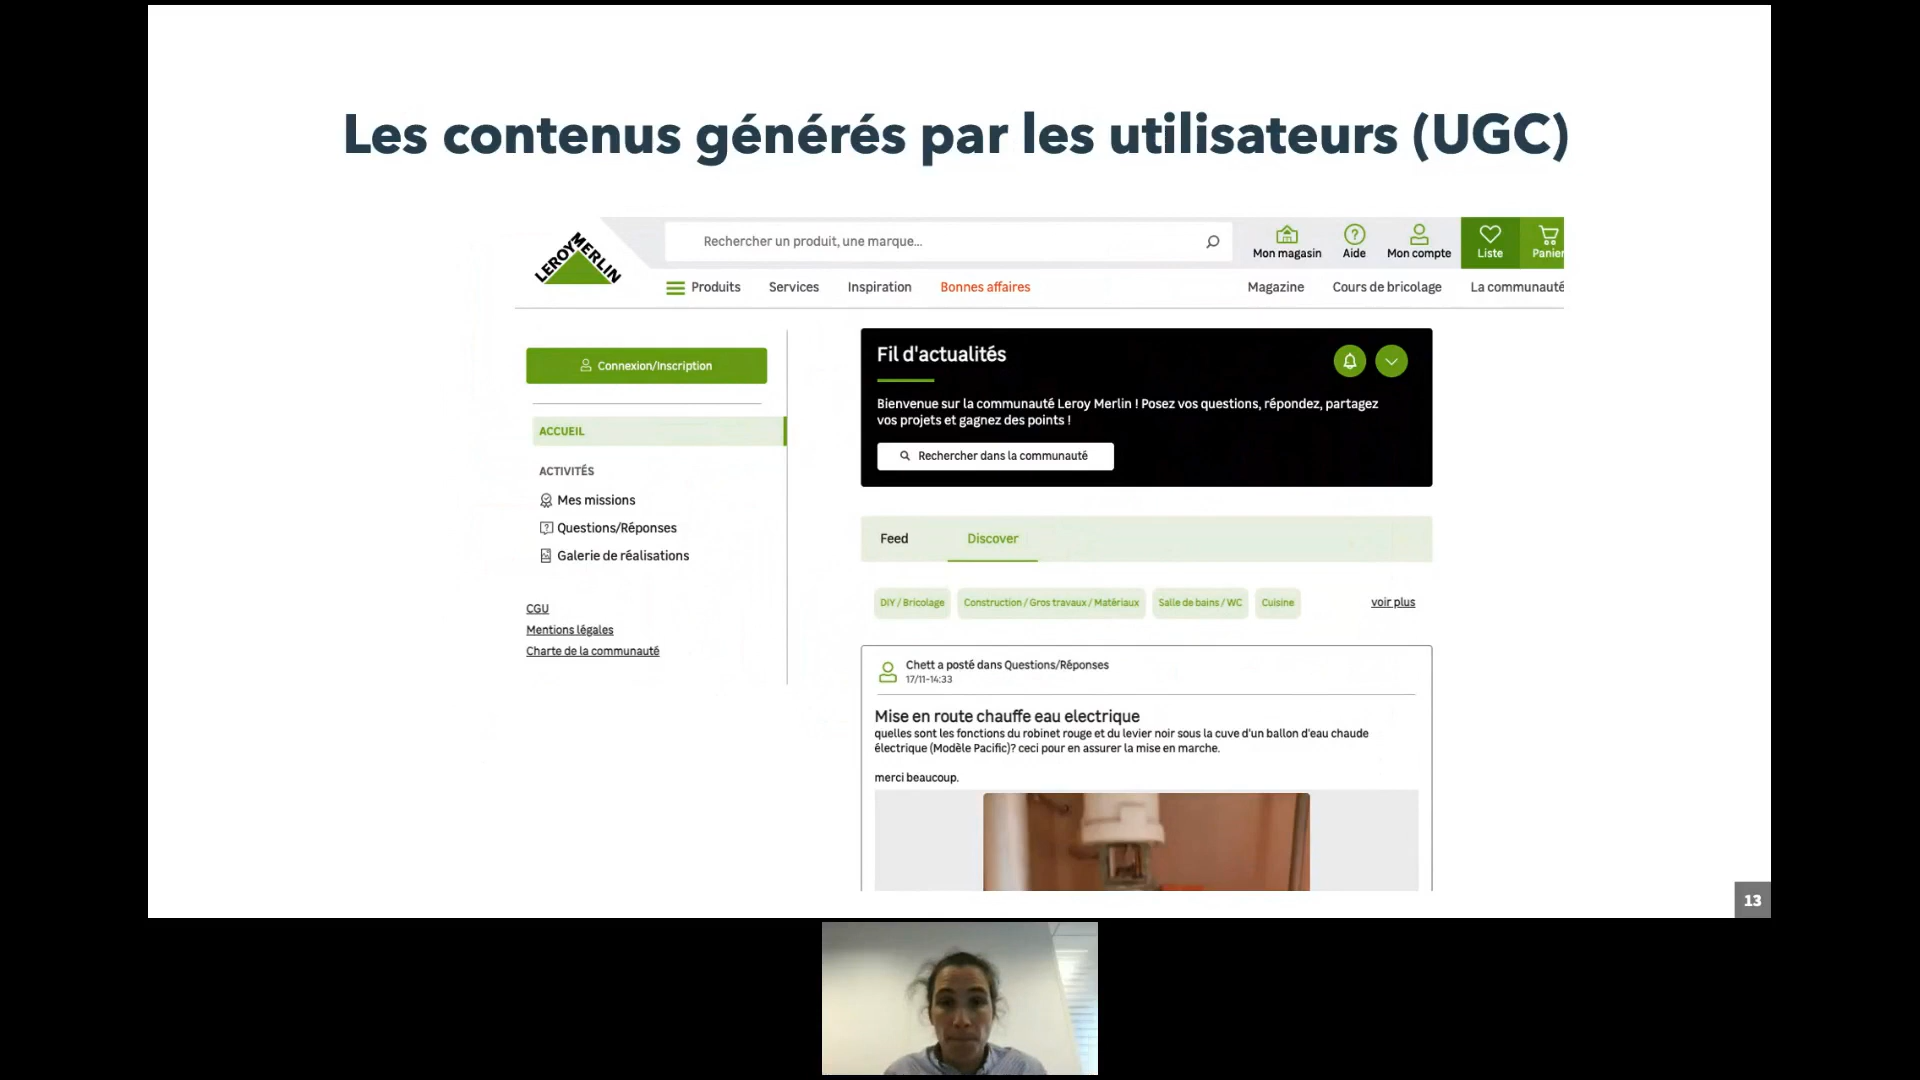 Les contenus générés par les utilisateurs (UGC)
LEROY MERLIN
Rechercher un produit, une marque...
Mon magasin
Aide
Mon compte
Liste
Panier
Produits
Services
Inspiration
Bonnes affaires
Magazine
Cours de bricolage
La communauté
Connexion/Inscription
ACCUEIL
ACTIVITÉS
Mes missions
Questions/Réponses
Galerie de réalisations
CGU
Mentions légales
Charte de la communauté
Fil d'actualités
Bienvenue sur la communauté Leroy Merlin ! Posez vos questions, répondez, partagez
vos projets et gagnez des points !
Rechercher dans la communauté
Feed
Discover
DIY / Bricolage
Construction / Gros travaux / Matériaux
Salle de bains / WC
Cuisine
voir plus
Chett a posté dans Questions/Réponses
17/11-14:33
Mise en route chauffe eau electrique
quelles sont les fonctions du robinet rouge et du levier noir sous la cuve d'un ballon d'eau chaude
électrique (Modèle Pacific)? ceci pour en assurer la mise en marche.
merci beaucoup.
13